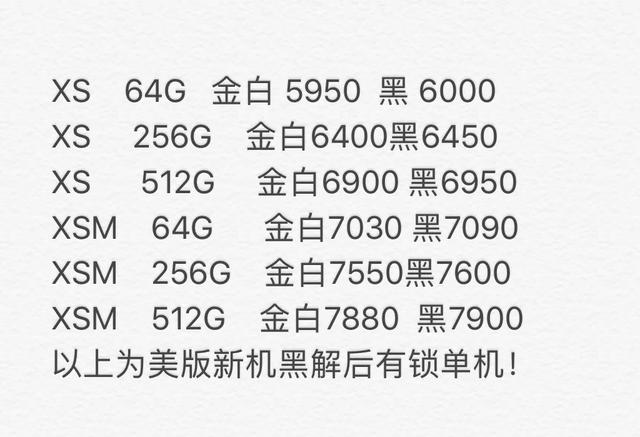 XS 64G 金白 5950 黑 6000
XS 256G 金白6400黑6450
XS 512G 金白6900 黑6950
XSM 64G 金白7030 黑7090
XSM 256G 金白7550黑7600
XSM 512G 金白7880 黑7900
以上为美版新机黑解后有锁单机！